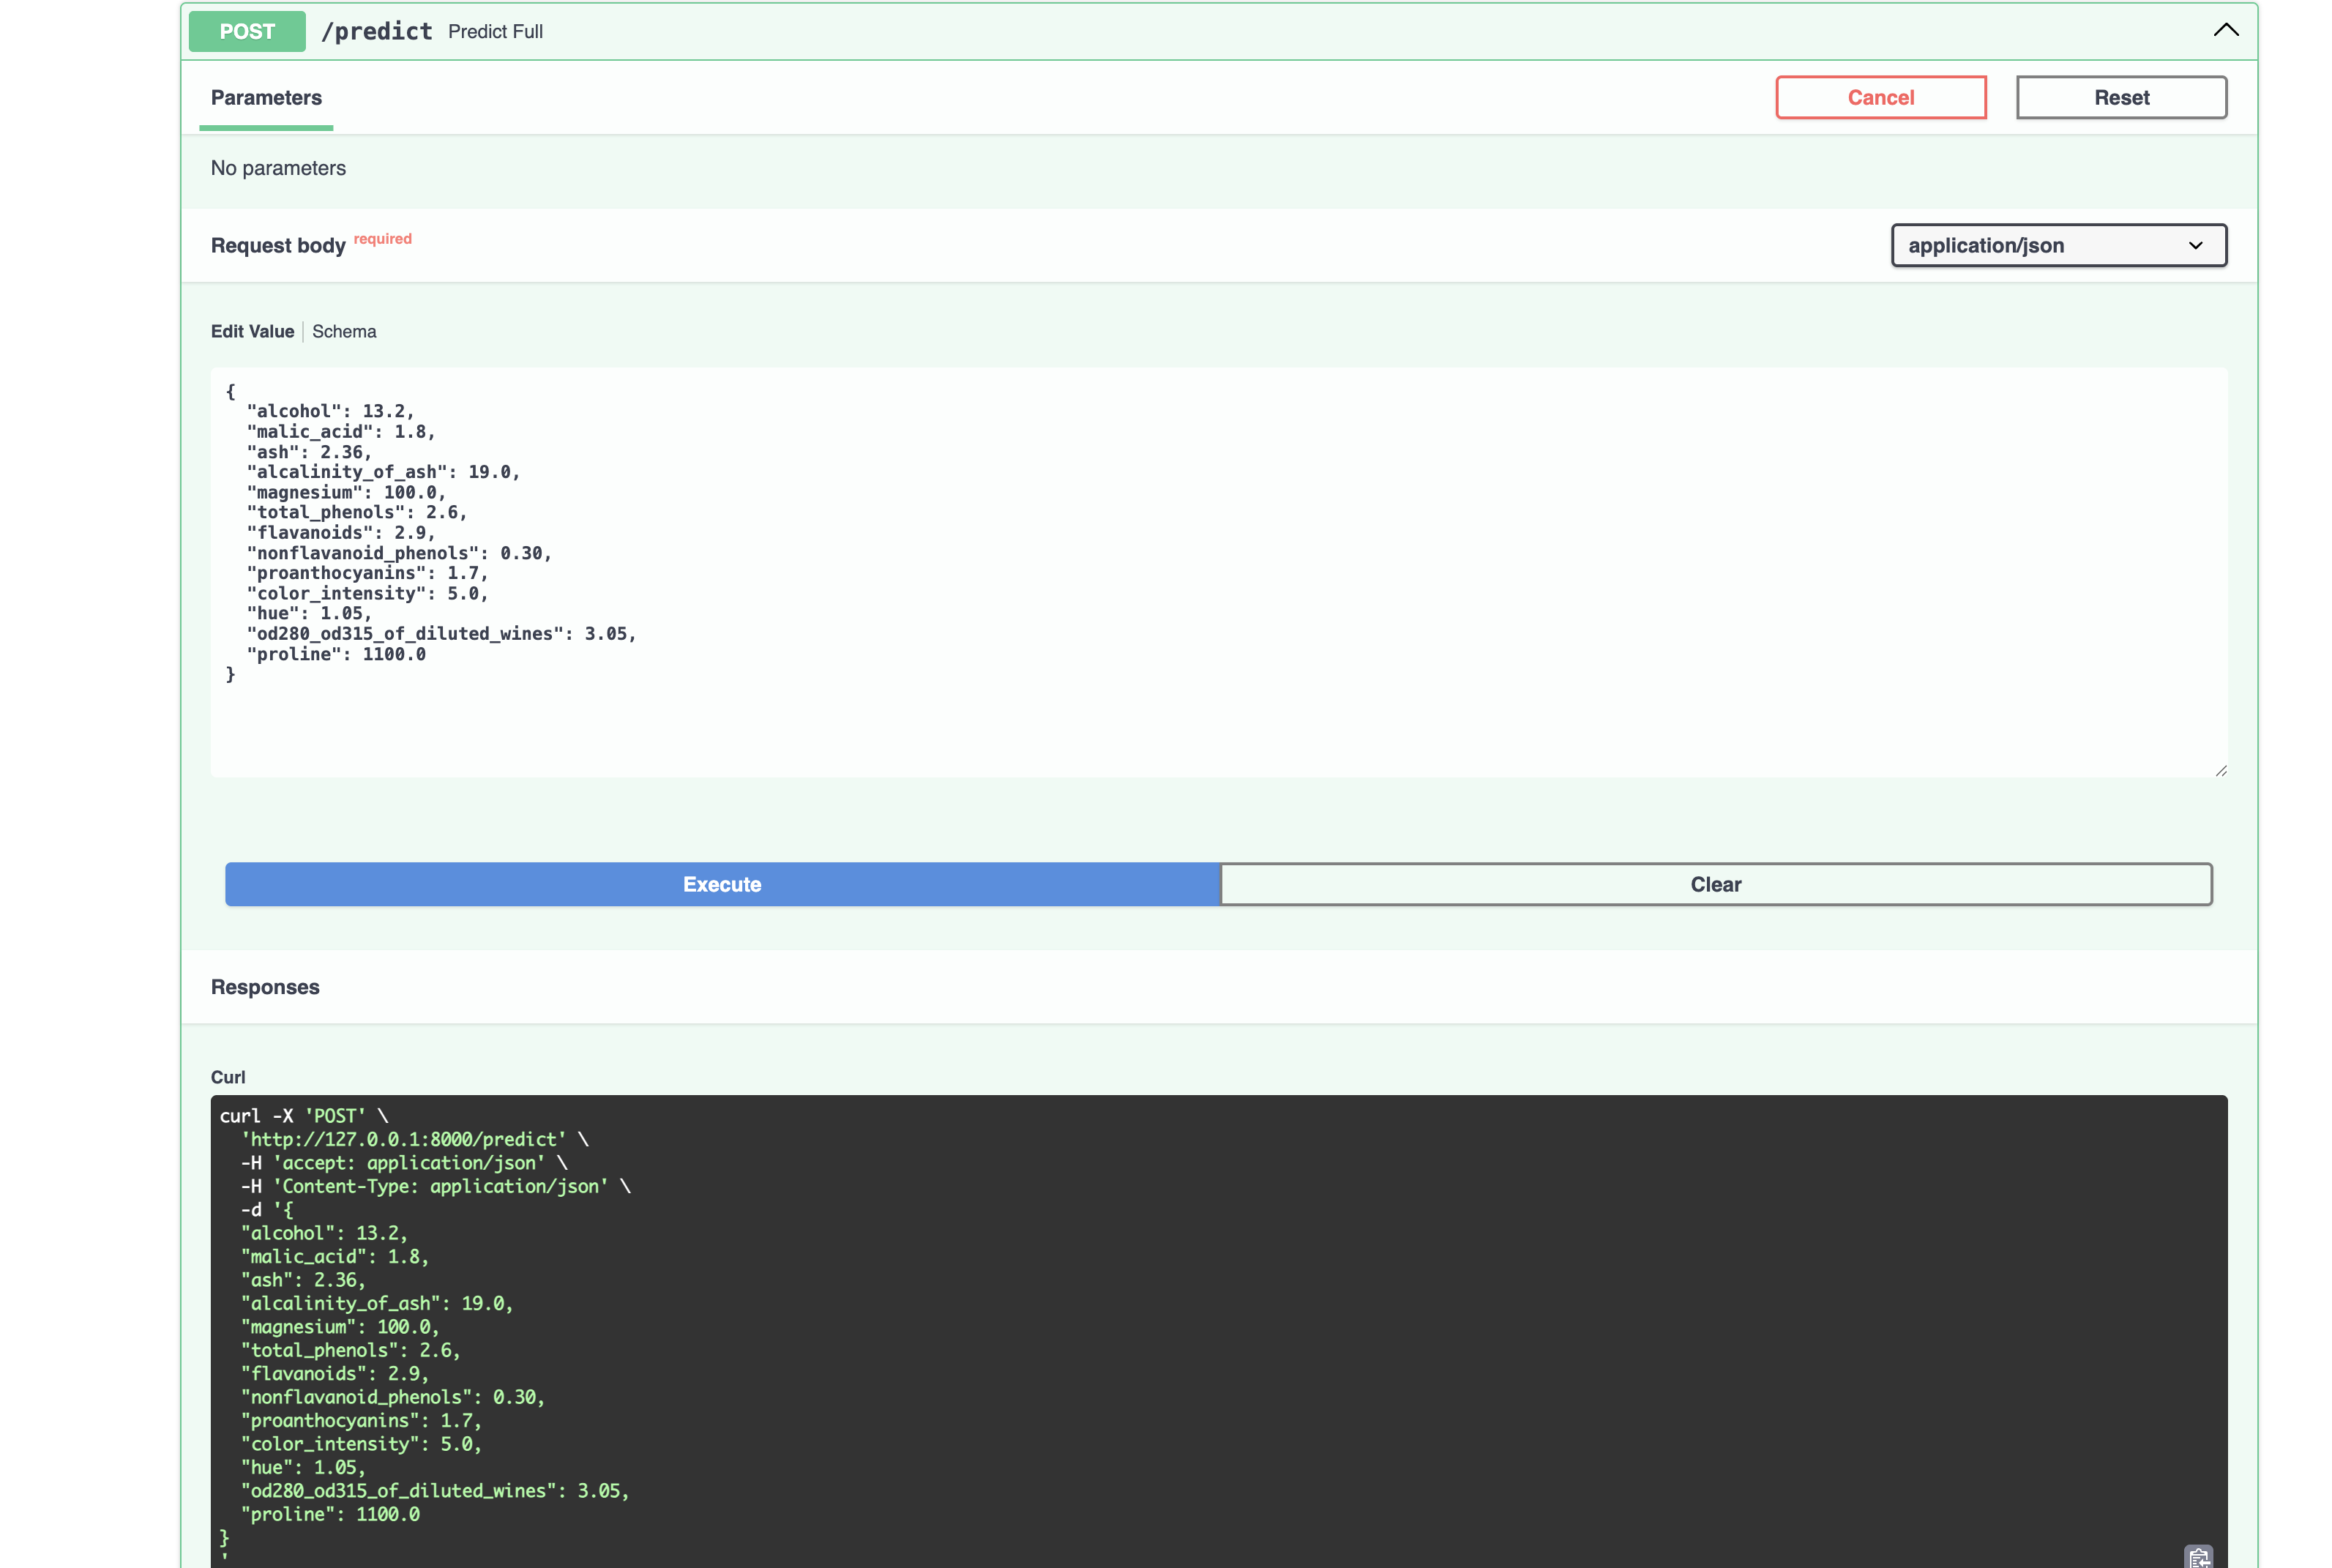 POST /predict Predict Full
Parameters
Cancel
Reset
No parameters
Request body required
application/json
Edit Value | Schema
{
  "alcohol": 13.2,
  "malic_acid": 1.8,
  "ash": 2.36,
  "alcalinity_of_ash": 19.0,
  "magnesium": 100.0,
  "total_phenols": 2.6,
  "flavanoids": 2.9,
  "nonflavanoid_phenols": 0.30,
  "proanthocyanins": 1.7,
  "color_intensity": 5.0,
  "hue": 1.05,
  "od280_od315_of_diluted_wines": 3.05,
  "proline": 1100.0
}
Execute
Clear
Responses
Curl
curl -X 'POST' \
  'http://127.0.0.1:8000/predict' \
  -H 'accept: application/json' \
  -H 'Content-Type: application/json' \
  -d '{
  "alcohol": 13.2,
  "malic_acid": 1.8,
  "ash": 2.36,
  "alcalinity_of_ash": 19.0,
  "magnesium": 100.0,
  "total_phenols": 2.6,
  "flavanoids": 2.9,
  "nonflavanoid_phenols": 0.30,
  "proanthocyanins": 1.7,
  "color_intensity": 5.0,
  "hue": 1.05,
  "od280_od315_of_diluted_wines": 3.05,
  "proline": 1100.0
}
'